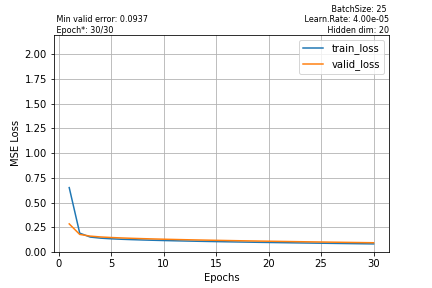 BatchSize: 25
Min valid error: 0.0937
Learn.Rate: 4.00e-05
Epoch*: 30/30
Hidden dim: 20
train_loss
valid_loss
2.00
1.75
1.50
1.25
1.00
0.75
0.50
0.25
0.00
MSE Loss
0 5 10 15 20 25 30
Epochs